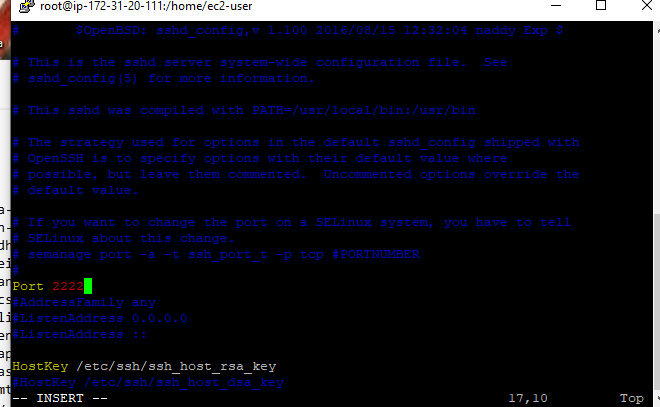 root@ip-172-31-20-111:/home/ec2-user
# $OpenBSD: sshd_config,v 1.100 2016/08/15 12:32:04 naddy Exp $
# This is the sshd server system-wide configuration file. See
# sshd_config(5) for more information.
# This sshd was compiled with PATH=/usr/local/bin:/usr/bin
# The strategy used for options in the default sshd_config shipped with
# OpenSSH is to specify options with their default value where
# possible, but leave them commented. Uncommented options override the
# default value.
# If you want to change the port on a SELinux system, you have to tell
# SELinux about this change.
# semanage port -a -t ssh_port_t -p tcp #PORTNUMBER
#
Port 2222
#AddressFamily any
#ListenAddress 0.0.0.0
#ListenAddress ::
HostKey /etc/ssh/ssh_host_rsa_key
#HostKey /etc/ssh/ssh_host_dsa_key
-- INSERT -- 17,10 Top